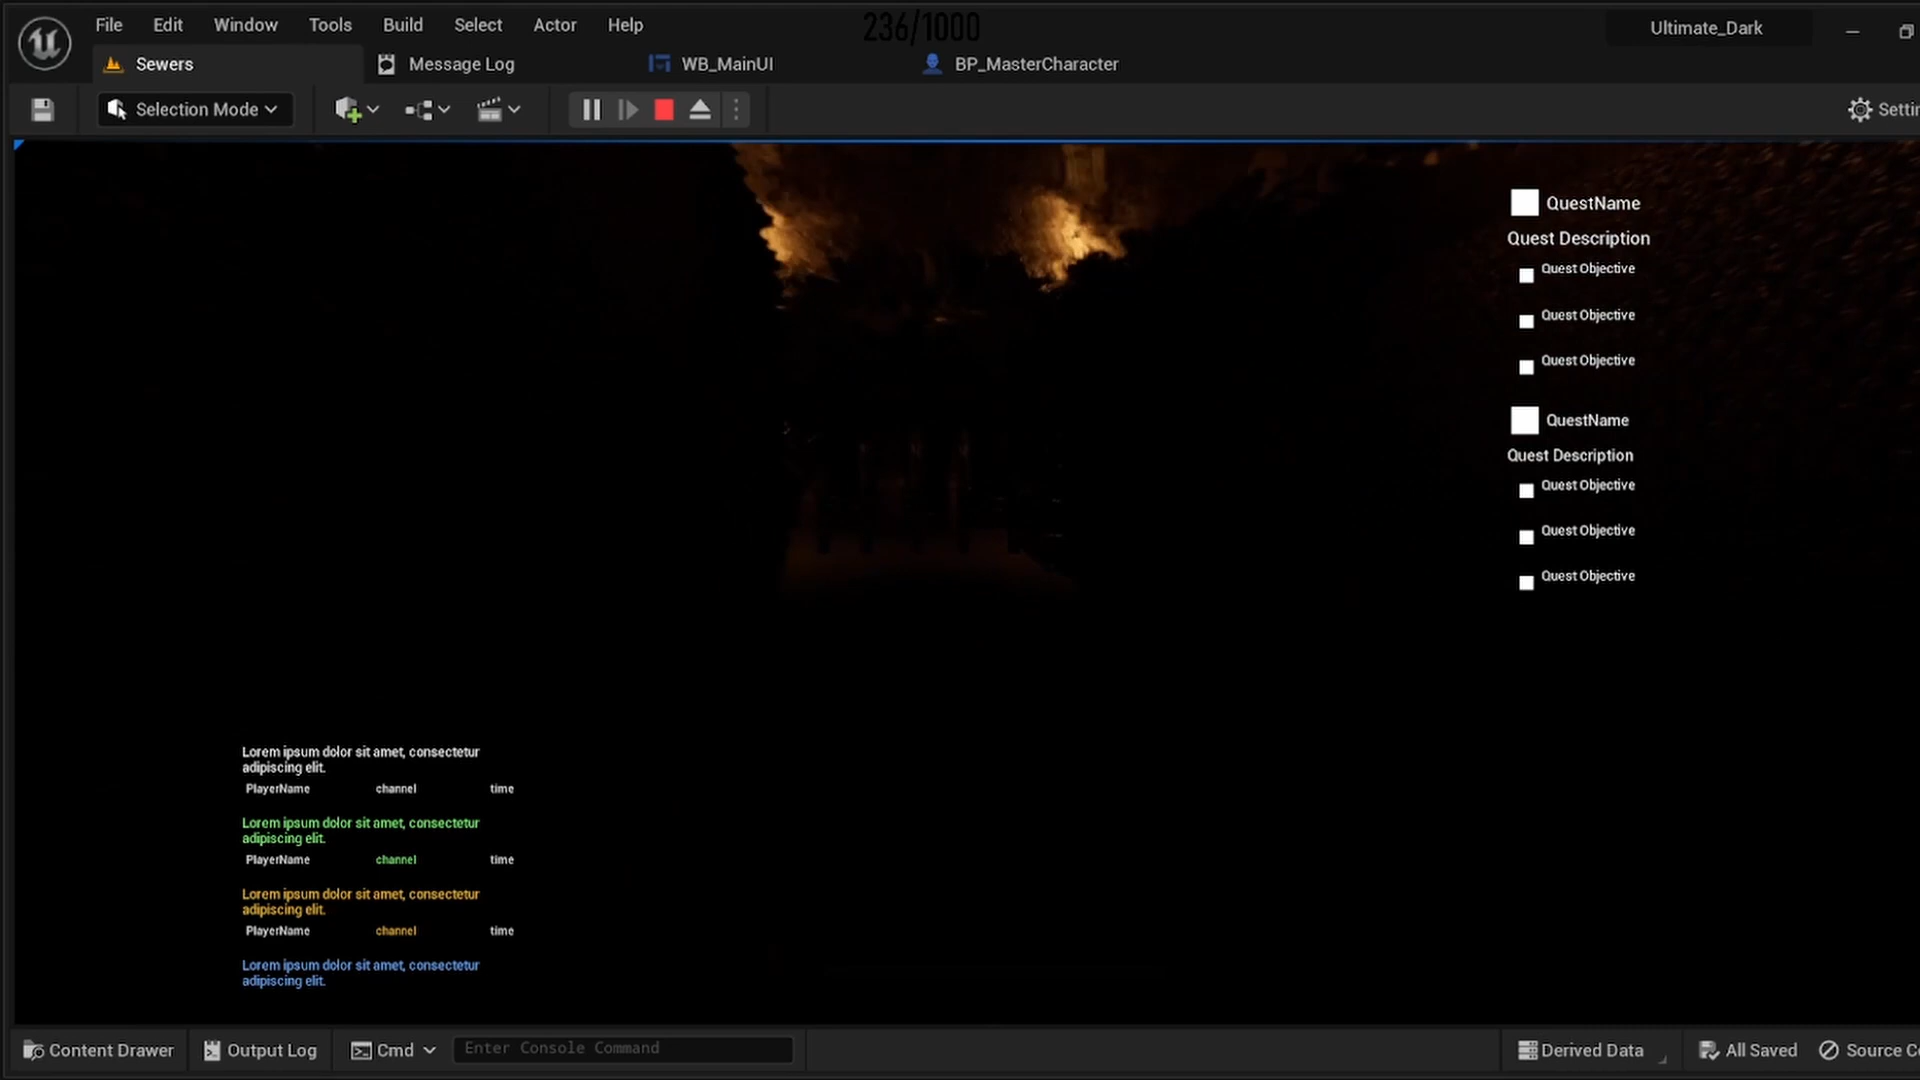 File Edit Window Tools Build Select Actor Help 236/1000 Ultimate_Dark
Sewers Message Log WB_MainUI BP_MasterCharacter
Selection Mode Settin
QuestName
Quest Description
Quest Objective
Quest Objective
Quest Objective
QuestName
Quest Description
Quest Objective
Quest Objective
Quest Objective
Lorem ipsum dolor sit amet, consectetur
adipiscing elit.
PlayerName channel time
Lorem ipsum dolor sit amet, consectetur
adipiscing elit.
PlayerName channel time
Lorem ipsum dolor sit amet, consectetur
adipiscing elit.
PlayerName channel time
Lorem ipsum dolor sit amet, consectetur
adipiscing elit.
Content Drawer Output Log Cmd Enter Console Command Derived Data All Saved Source Co